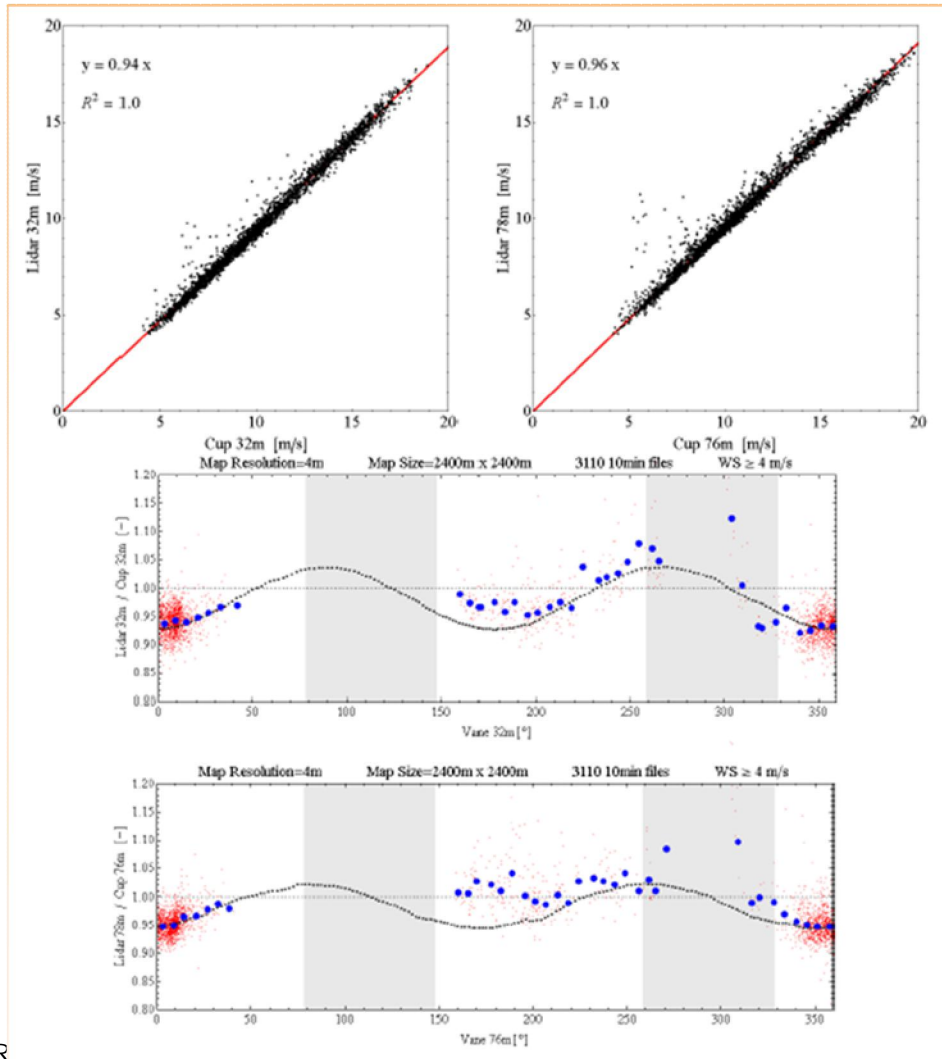 20
15
10
5
0
y = 0.94 x
R² = 1.0
Lidar 32m [m/s]
0 5 10 15 20
Cup 32m [m/s]
20
15
10
5
0
y = 0.96 x
R² = 1.0
Lidar 78m [m/s]
0 5 10 15 20
Cup 76m [m/s]
Map Resolution=4m Map Size=2400m x 2400m 3110 10min files WS ≥ 4 m/s
1.20
1.15
1.10
1.05
1.00
0.95
0.90
0.85
0.80
Lidar 32m / Cup 32m [−]
0 50 100 150 200 250 300 350
Vane 32m [°]
Map Resolution=4m Map Size=2400m x 2400m 3110 10min files WS ≥ 4 m/s
1.20
1.15
1.10
1.05
1.00
0.95
0.90
0.85
0.80
Lidar 78m / Cup 76m [−]
0 50 100 150 200 250 300 350
Vane 76m [°]
R